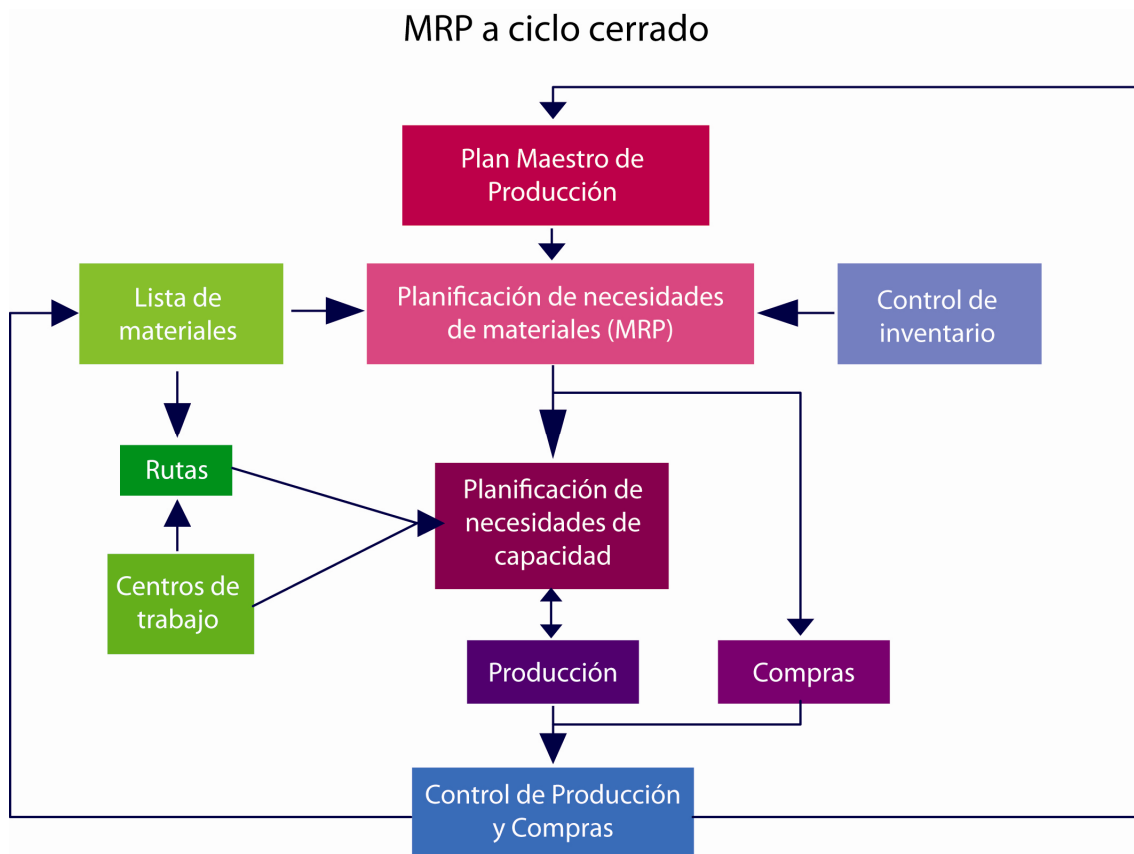 MRP a ciclo cerrado
Plan Maestro de
Producción
Lista de
materiales
Planificación de necesidades
de materiales (MRP)
Control de
inventario
Rutas
Planificación de
necesidades de
capacidad
Centros de
trabajo
Producción
Compras
Control de Producción
y Compras